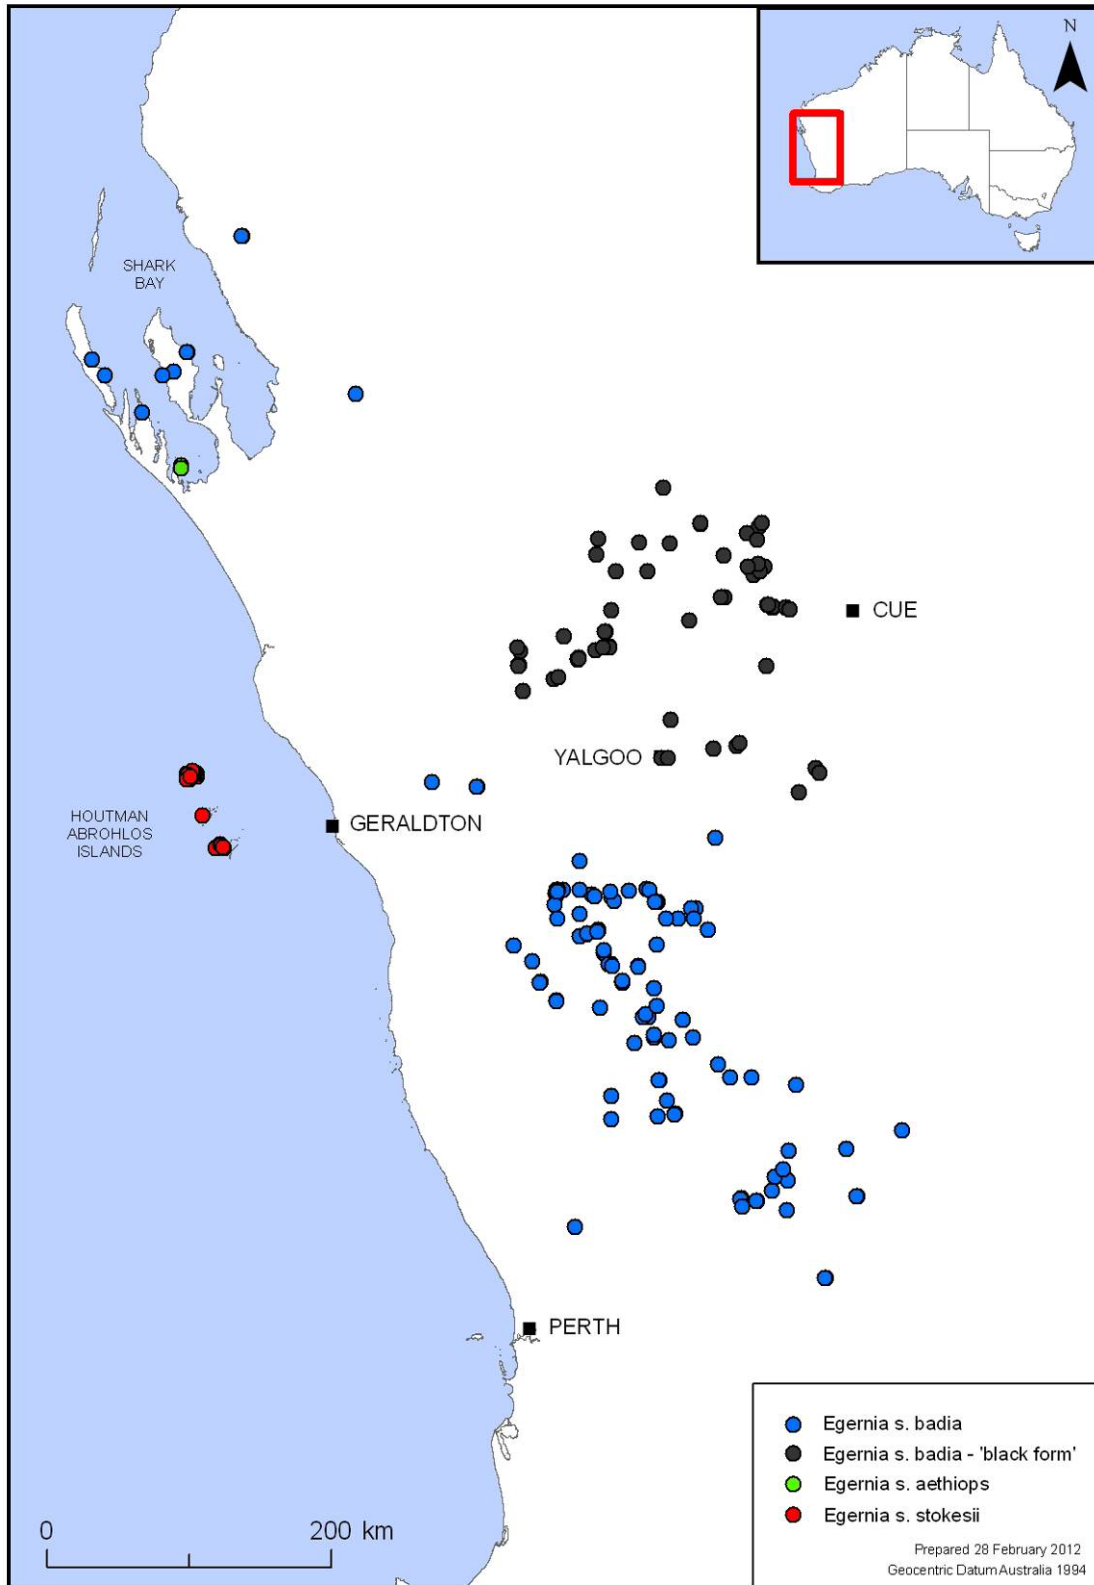 N
SHARK
BAY
CUE
YALGOO
HOUTMAN
ABROHLOS
ISLANDS
GERALDTON
PERTH
Egernia s. badia
Egernia s. badia - 'black form'
Egernia s. aethiops
Egernia s. stokesii
0 200 km
Prepared 28 February 2012
Geocentric Datum Australia 1994